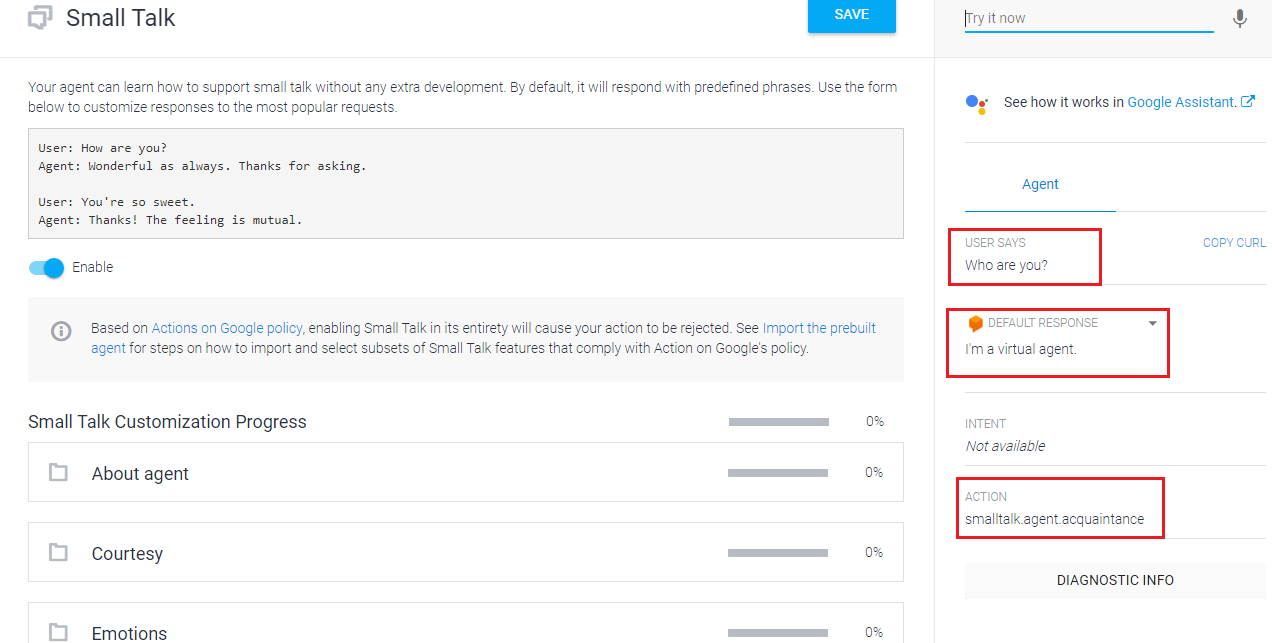 Small Talk
SAVE
Your agent can learn how to support small talk without any extra development. By default, it will respond with predefined phrases. Use the form
below to customize responses to the most popular requests.
User: How are you?
Agent: Wonderful as always. Thanks for asking.
User: You're so sweet.
Agent: Thanks! The feeling is mutual.
Enable
Based on Actions on Google policy, enabling Small Talk in its entirety will cause your action to be rejected. See Import the prebuilt
agent for steps on how to import and select subsets of Small Talk features that comply with Action on Google's policy.
Small Talk Customization Progress 0%
About agent 0%
Courtesy 0%
Emotions 0%
Try it now
See how it works in Google Assistant.
Agent
USER SAYS COPY CURL
Who are you?
DEFAULT RESPONSE
I'm a virtual agent.
INTENT
Not available
ACTION
smalltalk.agent.acquaintance
DIAGNOSTIC INFO